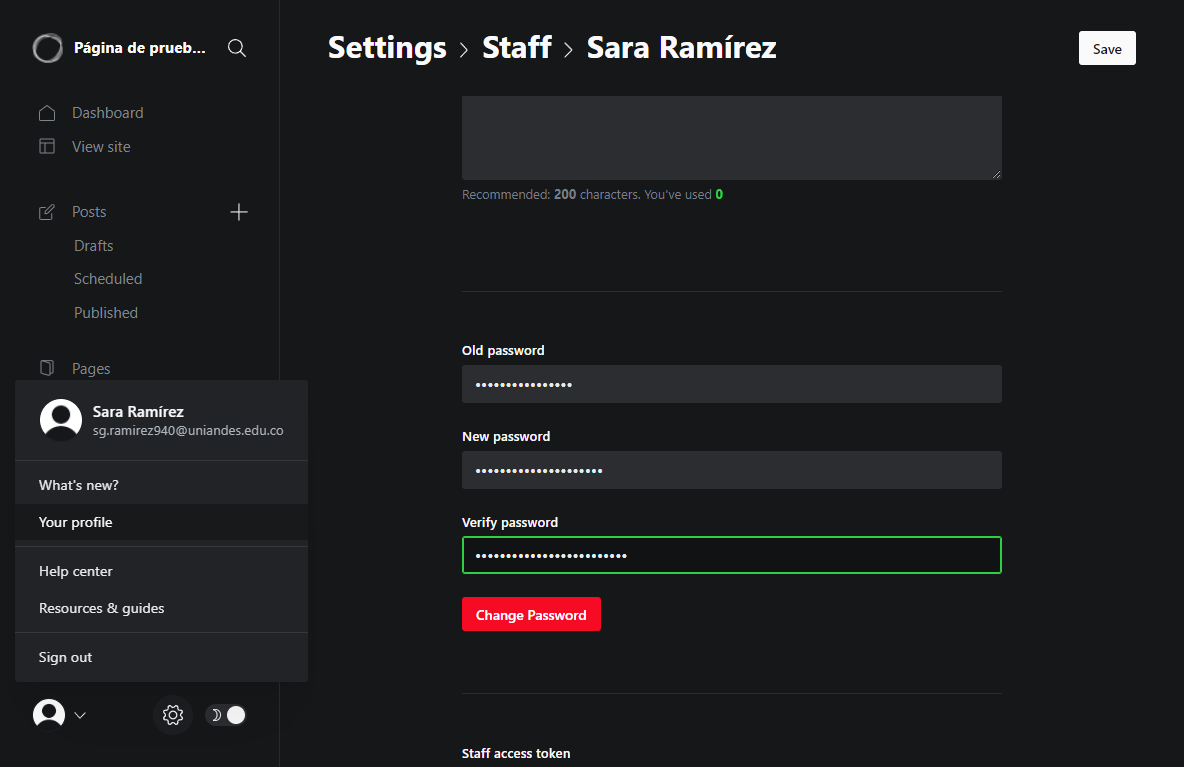 Página de prueb...
Dashboard
View site
Posts
Drafts
Scheduled
Published
Pages
Sara Ramírez
sg.ramirez940@uniandes.edu.co
What's new?
Your profile
Help center
Resources & guides
Sign out
Settings > Staff > Sara Ramírez
Save
Recommended: 200 characters. You've used 0
Old password
••••••••••••••••
New password
•••••••••••••••••••••
Verify password
•••••••••••••••••••••••••
Change Password
Staff access token